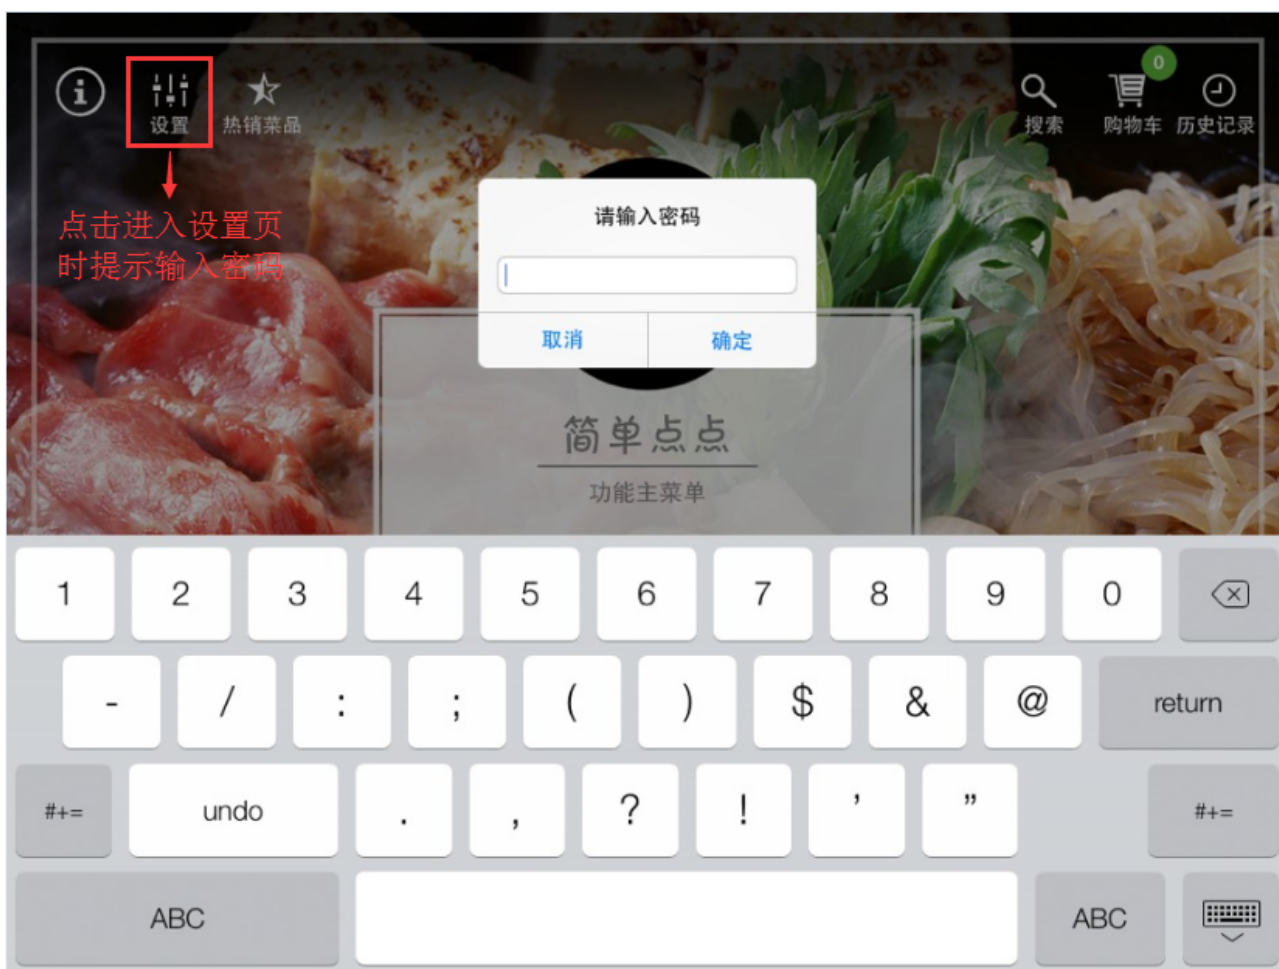 0
设置
热销菜品
搜索
购物车
历史记录
点击进入设置页
时提示输入密码
请输入密码
取消
确定
简单点点
功能主菜单
1 2 3 4 5 6 7 8 9 0
- / : ; ( ) $ & @ return
#+= undo . , ? ! ’ ” #+=
ABC ABC